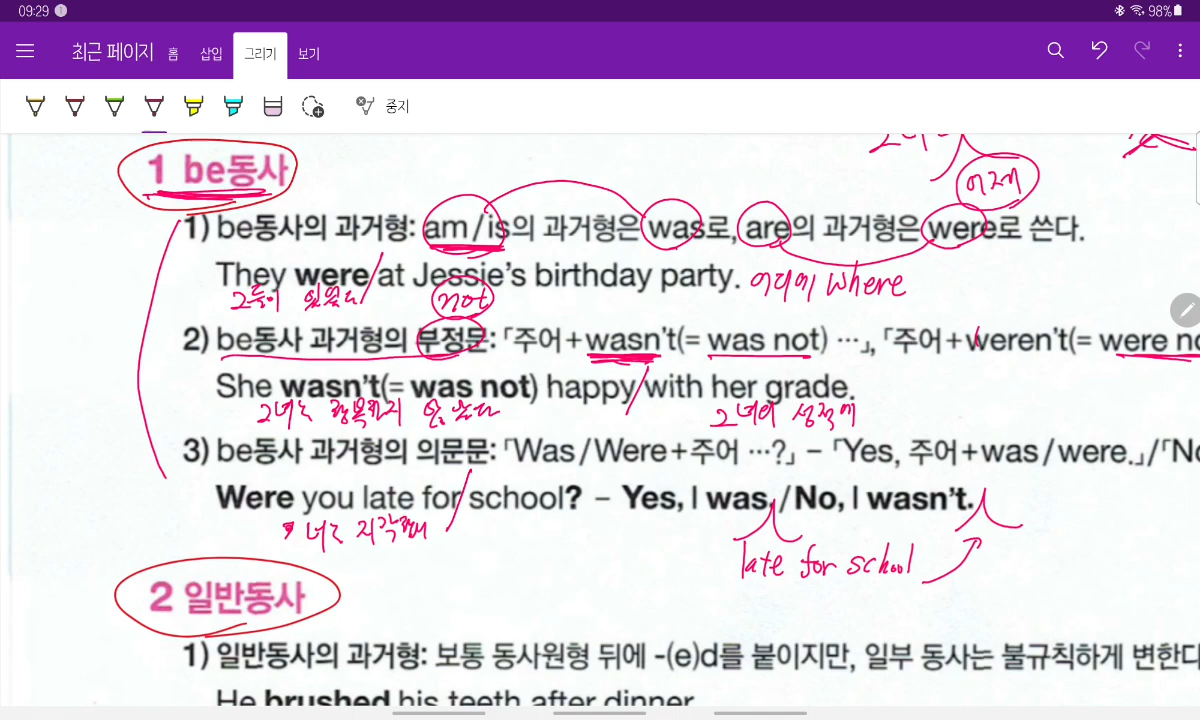 09:29 98%
최근 페이지 홈 삽입 그리기 보기
중지
어제
1 be동사
1) be동사의 과거형: am/is의 과거형은 was로, are의 과거형은 were로 쓴다.
They were at Jessie's birthday party. 어디에 where
그들이 있었다 not
2) be동사 과거형의 부정문: 「주어+wasn't(= was not) ···」, 「주어+weren't(= were no
She wasn't(= was not) happy with her grade.
그녀는 행복하지 않았다 그녀의 성적에
3) be동사 과거형의 의문문: 「Was/Were+주어 ···?」 – 「Yes, 주어+was/were.」/「No
Were you late for school? – Yes, I was./No, I wasn't.
너는 지각했니
late for school
2 일반동사
1) 일반동사의 과거형: 보통 동사원형 뒤에 -(e)d를 붙이지만, 일부 동사는 불규칙하게 변한다
He brushed his teeth after dinner.